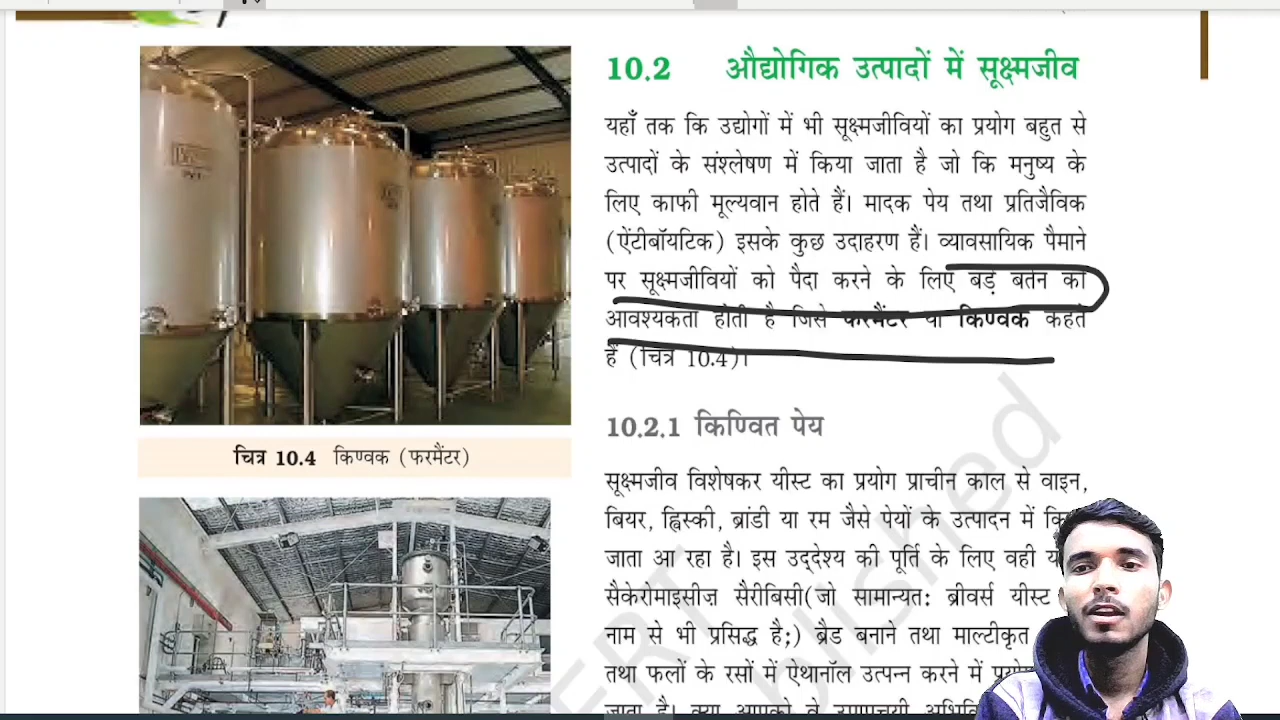 10.2 औद्योगिक उत्पादों में सूक्ष्मजीव
यहाँ तक कि उद्योगों में भी सूक्ष्मजीवियों का प्रयोग बहुत से
उत्पादों के संश्लेषण में किया जाता है जो कि मनुष्य के
लिए काफी मूल्यवान होते हैं। मादक पेय तथा प्रतिजैविक
(ऐंटीबॉयटिक) इसके कुछ उदाहरण हैं। व्यावसायिक पैमाने
पर सूक्ष्मजीवियों को पैदा करने के लिए बड़े बर्तन की
आवश्यकता होती है जिसे फरमैंटर या किण्वक कहते
हैं (चित्र 10.4)।
चित्र 10.4 किण्वक (फरमैंटर)
10.2.1 किण्वित पेय
सूक्ष्मजीव विशेषकर यीस्ट का प्रयोग प्राचीन काल से वाइन,
बियर, ह्विस्की, ब्रांडी या रम जैसे पेयों के उत्पादन में
जाता आ रहा है। इस उद्देश्य की पूर्ति के लिए वही
सैकेरोमाइसीज़ सैरीबिसी(जो सामान्यत: ब्रीवर्स यीस्ट
नाम से भी प्रसिद्ध है;) ब्रैड बनाने तथा माल्टीकृत
तथा फलों के रसों में ऐथानॉल उत्पन्न करने में
जाता है। क्या आपको वे